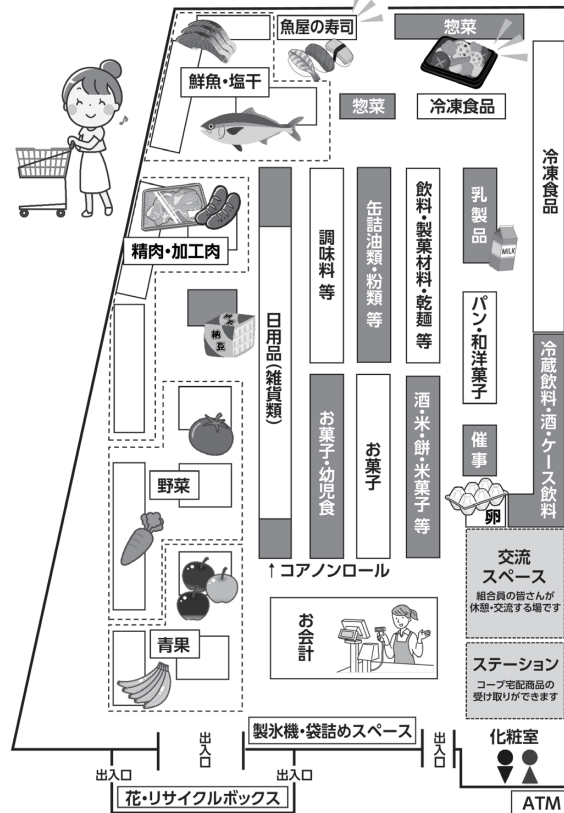 魚屋の寿司
惣菜
鮮魚・塩干
惣菜
冷凍食品
冷凍食品
精肉・加工肉
納豆
日用品(雑貨類)
調味料 等
缶詰油類・粉類 等
飲料・製菓材料・乾麺 等
乳製品
MILK
パン・和洋菓子
冷蔵飲料・酒・ケース飲料
お菓子・幼児食
お菓子
酒・米・餅・米菓子 等
催事
卵
野菜
青果
↑コアノンロール
お会計
交流
スペース
組合員の皆さんが
休憩・交流する場です
ステーション
コープ宅配商品の
受け取りができます
製氷機・袋詰めスペース
出入口
出入口
化粧室
出入口
出入口
花・リサイクルボックス
ATM